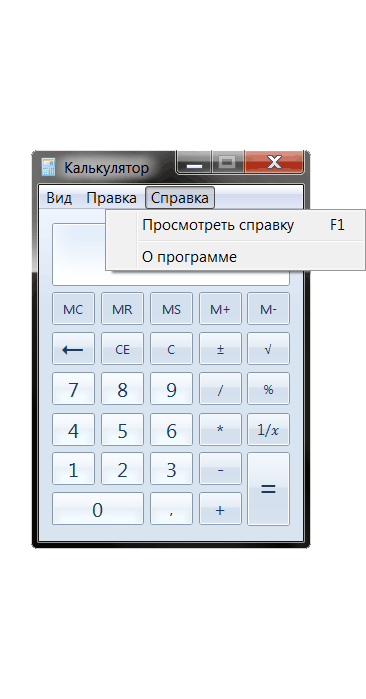 Калькулятор
Вид Правка Справка
Просмотреть справку F1
О программе
MC MR MS M+ M-
← CE C ± √
7 8 9 / %
4 5 6 * 1/x
1 2 3 - =
0 , +